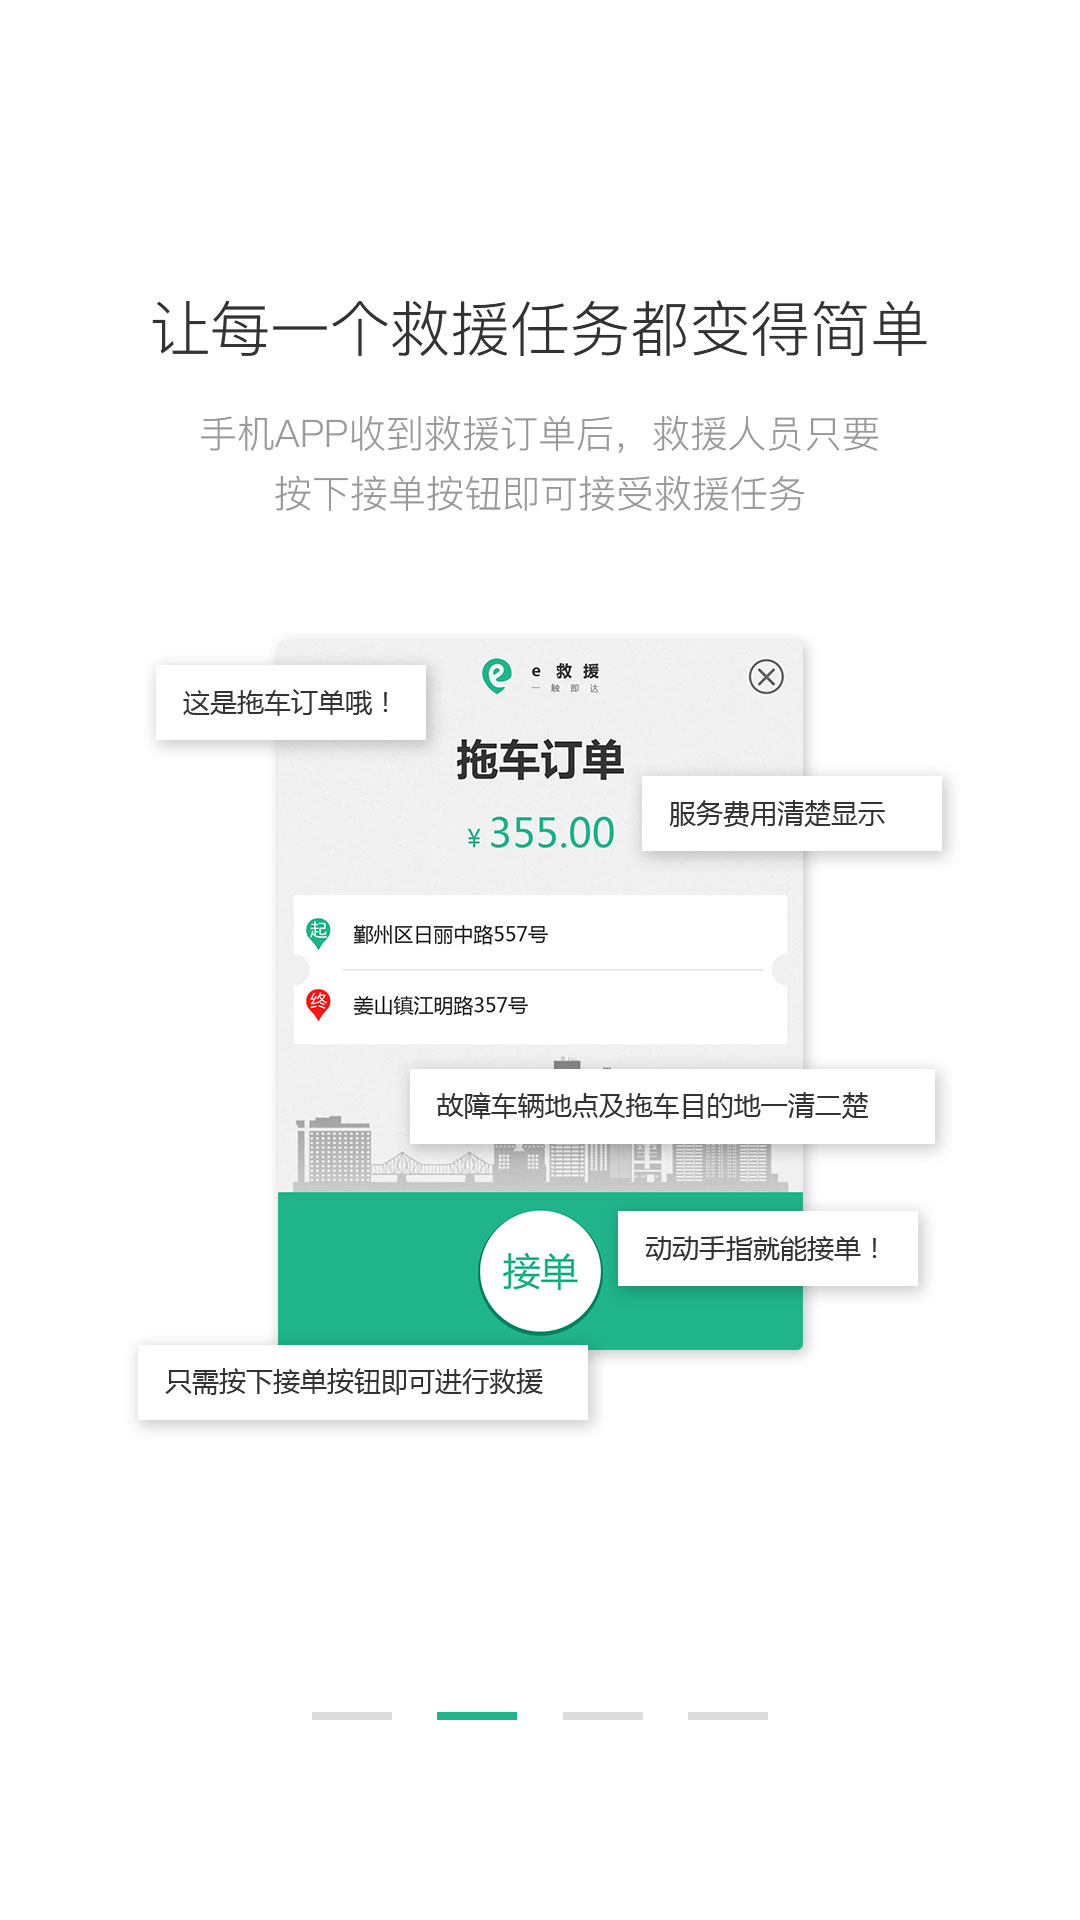 让每一个救援任务都变得简单
手机APP收到救援订单后，救援人员只要
按下接单按钮即可接受救援任务
e 救援
一触即达
这是拖车订单哦！
拖车订单
服务费用清楚显示
¥ 355.00
起 鄞州区日丽中路557号
终 姜山镇江明路357号
故障车辆地点及拖车目的地一清二楚
动动手指就能接单！
接单
只需按下接单按钮即可进行救援